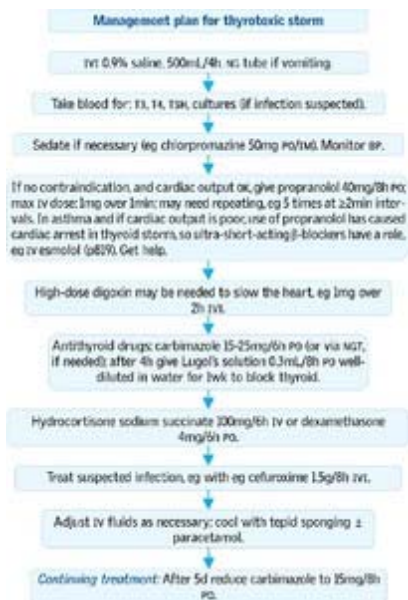 Management plan for thyrotoxic storm
IVI 0.9% saline, 500mL/4h. NG tube if vomiting.
Take blood for: T3, T4, TSH, cultures (if infection suspected).
Sedate if necessary (eg chlorpromazine 50mg PO/IM). Monitor BP.
If no contraindication, and cardiac output OK, give propranolol 40mg/8h PO;
max IV dose: 1mg over 1min; may need repeating, eg 5 times at ≥2min inter-
vals. In asthma and if cardiac output is poor, use of propranolol has caused
cardiac arrest in thyroid storm, so ultra-short-acting β-blockers have a role,
eg IV esmolol (p819). Get help.
High-dose digoxin may be needed to slow the heart, eg 1mg over
2h IVI.
Antithyroid drugs: carbimazole 15-25mg/6h PO (or via NGT,
if needed); after 4h give Lugol's solution 0.3mL/8h PO well-
diluted in water for 1wk to block thyroid.
Hydrocortisone sodium succinate 100mg/6h IV or dexamethasone
4mg/6h PO.
Treat suspected infection, eg with eg cefuroxime 1.5g/8h IVI.
Adjust IV fluids as necessary; cool with tepid sponging ±
paracetamol.
Continuing treatment: After 5d reduce carbimazole to 15mg/8h
PO.